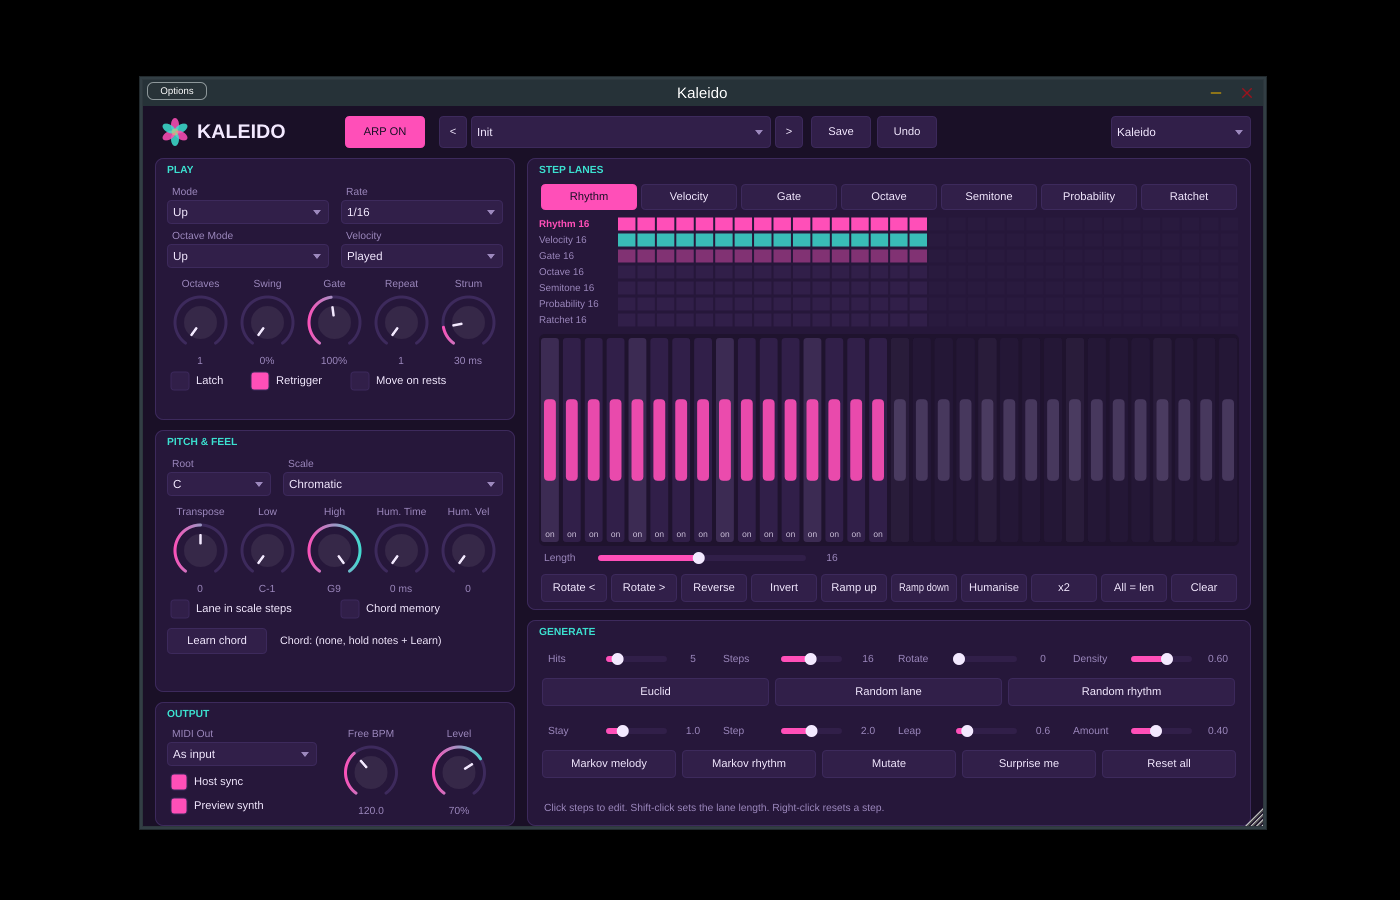 Options
Kaleido
KALEIDO
ARP ON
<
Init
>
Save
Undo
Kaleido
PLAY
Mode
Rate
Up
1/16
Octave Mode
Velocity
Up
Played
Octaves
Swing
Gate
Repeat
Strum
1
0%
100%
1
30 ms
Latch
Retrigger
Move on rests
PITCH & FEEL
Root
Scale
C
Chromatic
Transpose
Low
High
Hum. Time
Hum. Vel
0
C-1
G9
0 ms
0
Lane in scale steps
Chord memory
Learn chord
Chord: (none, hold notes + Learn)
OUTPUT
MIDI Out
Free BPM
Level
As input
Host sync
Preview synth
120.0
70%
STEP LANES
Rhythm
Velocity
Gate
Octave
Semitone
Probability
Ratchet
Rhythm 16
Velocity 16
Gate 16
Octave 16
Semitone 16
Probability 16
Ratchet 16
on on on on on on on on on on on on on on on on
Length
16
Rotate <
Rotate >
Reverse
Invert
Ramp up
Ramp down
Humanise
x2
All = len
Clear
GENERATE
Hits
5
Steps
16
Rotate
0
Density
0.60
Euclid
Random lane
Random rhythm
Stay
1.0
Step
2.0
Leap
0.6
Amount
0.40
Markov melody
Markov rhythm
Mutate
Surprise me
Reset all
Click steps to edit. Shift-click sets the lane length. Right-click resets a step.